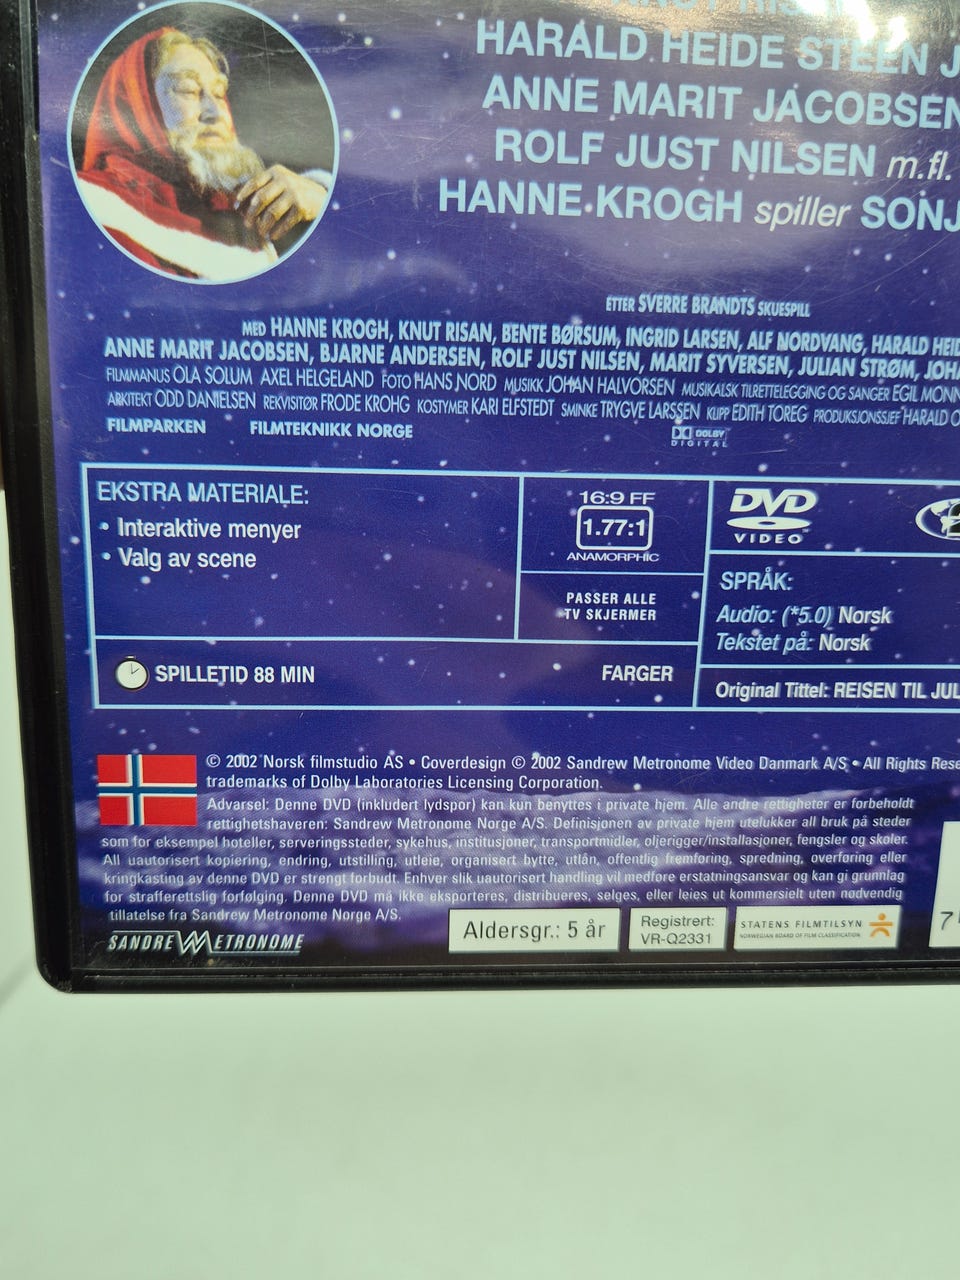 HARALD HEIDE STEEN J
ANNE MARIT JACOBSEN
ROLF JUST NILSEN m.fl.
HANNE KROGH spiller SONJ
ETTER SVERRE BRANDTS SKUESPILL
MED HANNE KROGH, KNUT RISAN, BENTE BØRSUM, INGRID LARSEN, ALF NORDVANG, HARALD HEID
ANNE MARIT JACOBSEN, BJARNE ANDERSEN, ROLF JUST NILSEN, MARIT SYVERSEN, JULIAN STRØM, JOHA
FILMMANUS OLA SOLUM AXEL HELGELAND FOTO HANS NORD MUSIKK JOHAN HALVORSEN MUSIKALSK TILRETTELEGGING OG SANGER EGIL MONN
ARKITEKT ODD DANIELSEN REKVISITØR FRODE KROHG KOSTYMER KARI ELFSTEDT SMINKE TRYGVE LARSSEN KLIPP EDITH TOREG PRODUKSJONSSJEF HARALD O
FILMPARKEN FILMTEKNIKK NORGE
DOLBY
DIGITAL
EKSTRA MATERIALE:
• Interaktive menyer
• Valg av scene
16:9 FF
1.77:1
ANAMORPHIC
PASSER ALLE
TV SKJERMER
DVD
VIDEO
SPRÅK:
Audio: (*5.0) Norsk
Tekstet på: Norsk
SPILLETID 88 MIN
FARGER
Original Tittel: REISEN TIL JUL
© 2002 Norsk filmstudio AS • Coverdesign © 2002 Sandrew Metronome Video Danmark A/S • All Rights Rese
trademarks of Dolby Laboratories Licensing Corporation.
Advarsel: Denne DVD (inkludert lydspor) kan kun benyttes i private hjem. Alle andre rettigheter er forbeholdt
rettighetshaveren: Sandrew Metronome Norge A/S. Definisjonen av private hjem utelukker all bruk på steder
som for eksempel hoteller, serveringssteder, sykehus, institusjoner, transportmidler, oljerigger/installasjoner, fengsler og skoler.
All uautorisert kopiering, endring, utstilling, utleie, organisert bytte, utlån, offentlig fremføring, spredning, overføring eller
kringkasting av denne DVD er strengt forbudt. Enhver slik uautorisert handling vil medføre erstatningsansvar og kan gi grunnlag
for strafferettslig forfølging. Denne DVD må ikke eksporteres, distribueres, selges, eller leies ut kommersielt uten nødvendig
tillatelse fra Sandrew Metronome Norge A/S.
SANDREW METRONOME
Aldersgr.: 5 år
Registrert:
VR-Q2331
STATENS FILMTILSYN
NORWEGIAN BOARD OF FILM CLASSIFICATION
7